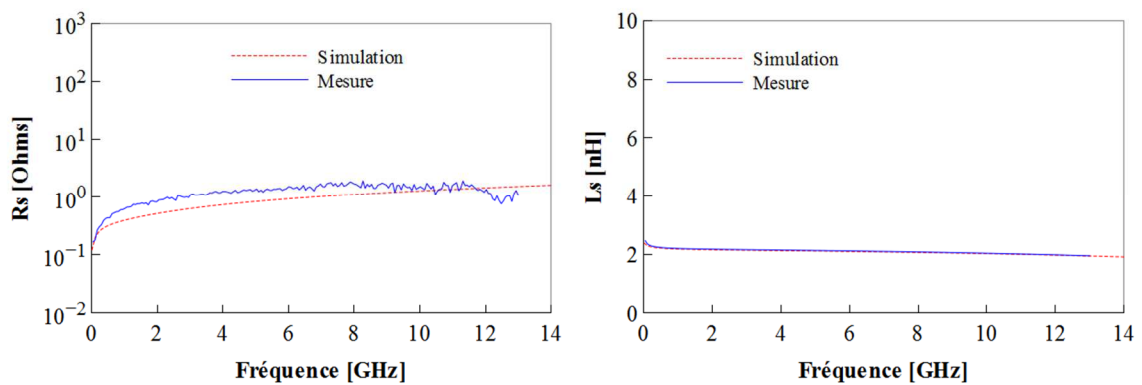 Rs [Ohms]
10³
10²
10¹
10⁰
10⁻¹
10⁻²
Simulation
Mesure
0 2 4 6 8 10 12 14
Fréquence [GHz]
Ls [nH]
10
8
6
4
2
0
Simulation
Mesure
0 2 4 6 8 10 12 14
Fréquence [GHz]